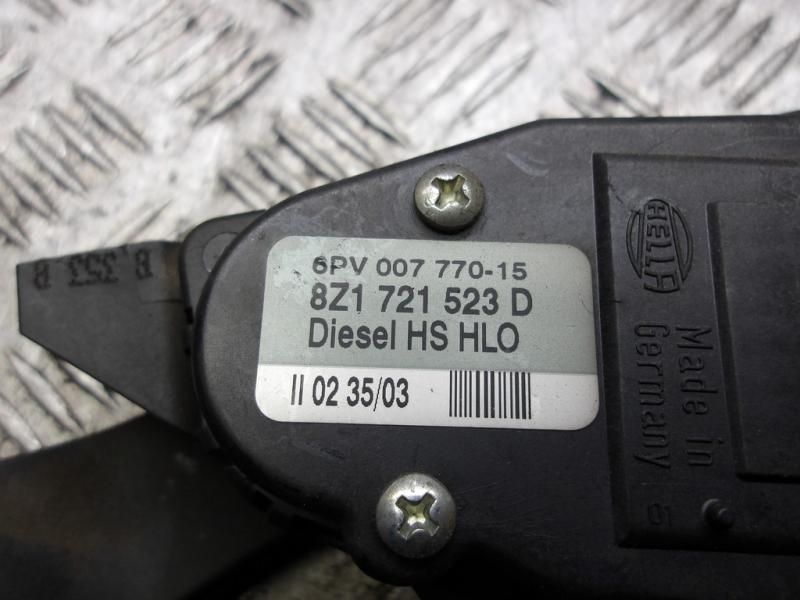 6PV 007 770-15
8Z1 721 523 D
Diesel HS HLO
II 02 35/03
HELLA
Made in
Germany